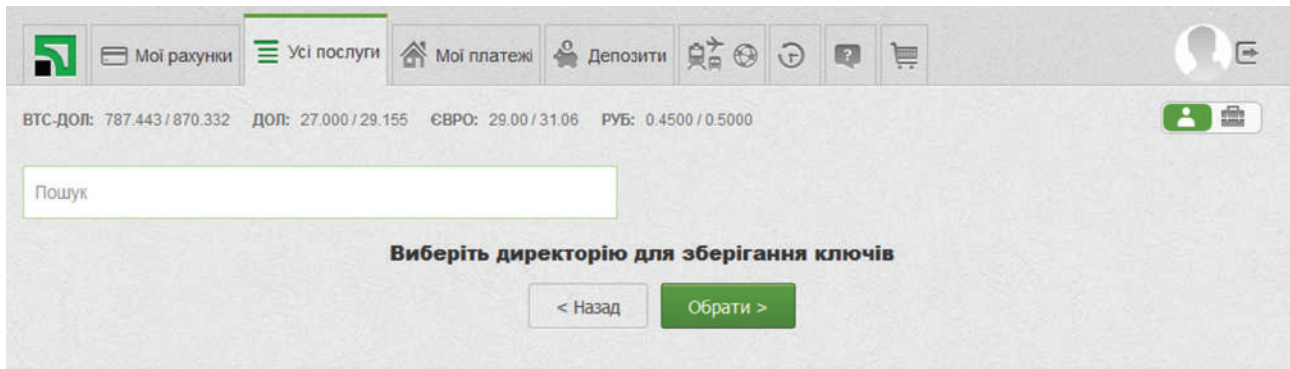 Мої рахунки Усі послуги Мої платежі Депозити
BTC-ДОЛ: 787.443 / 870.332 ДОЛ: 27.000 / 29.155 ЄВРО: 29.00 / 31.06 РУБ: 0.4500 / 0.5000
Пошук
Виберіть директорію для зберігання ключів
< Назад Обрати >